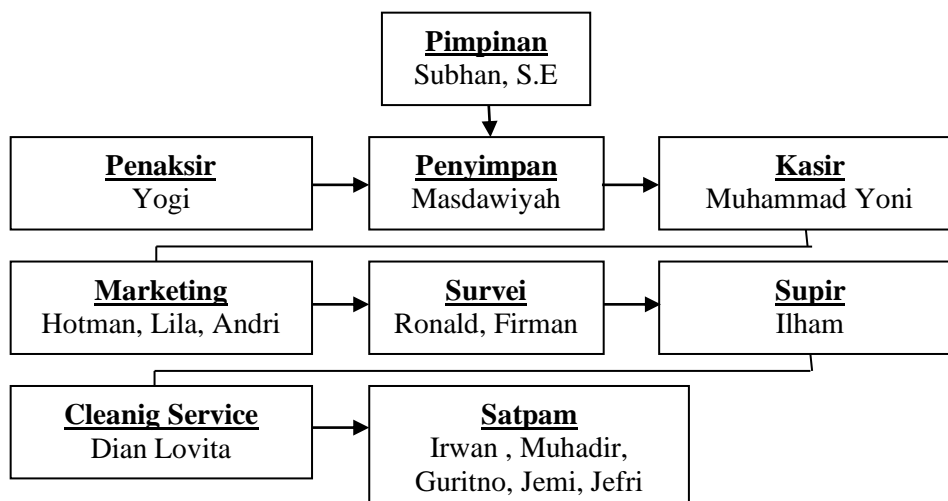 Pimpinan
Subhan, S.E
Penaksir
Yogi
Penyimpan
Masdawiyah
Kasir
Muhammad Yoni
Marketing
Hotman, Lila, Andri
Survei
Ronald, Firman
Supir
Ilham
Cleanig Service
Dian Lovita
Satpam
Irwan , Muhadir,
Guritno, Jemi, Jefri